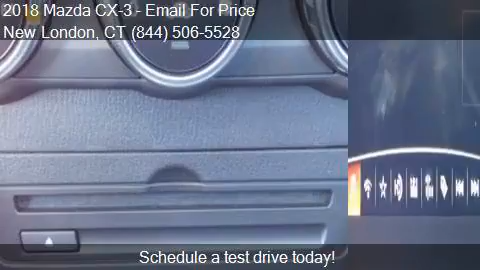 2018 Mazda CX-3 - Email For Price
New London, CT (844) 506-5528
Schedule a test drive today!